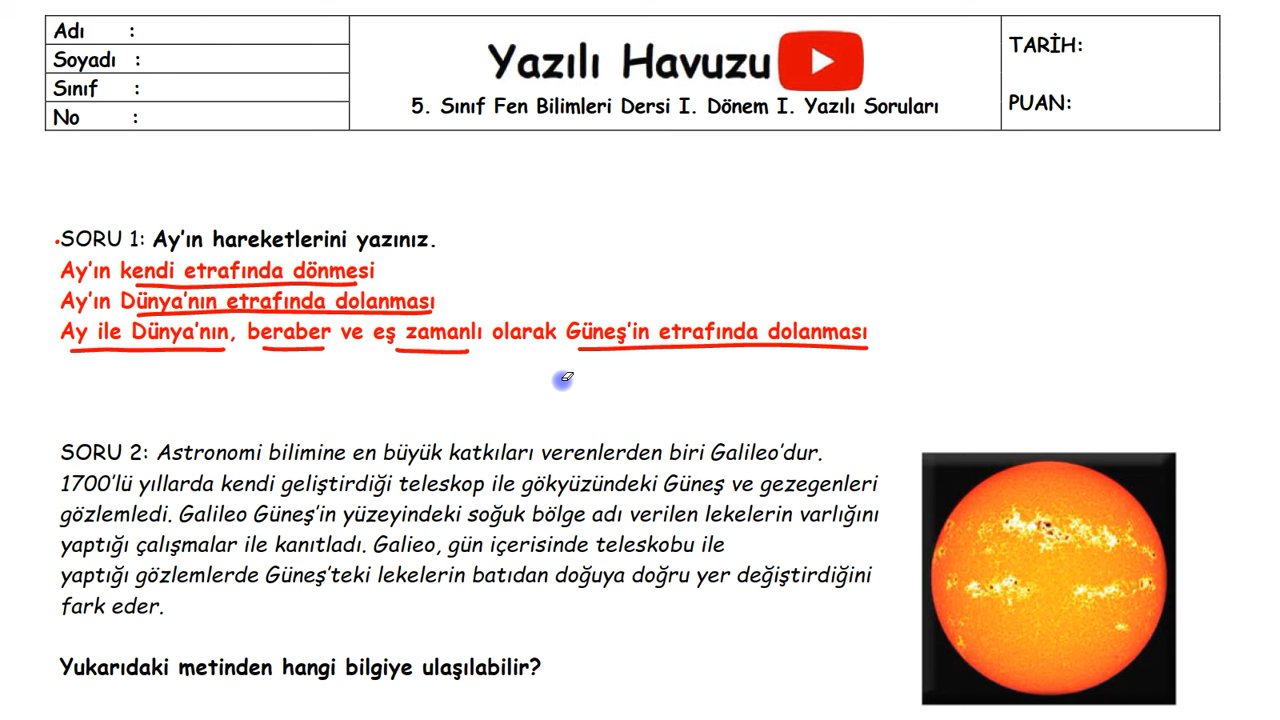 Adı :
Soyadı :
Sınıf :
No :
Yazılı Havuzu
5. Sınıf Fen Bilimleri Dersi I. Dönem I. Yazılı Soruları
TARİH:
PUAN:
SORU 1: Ay'ın hareketlerini yazınız.
Ay'ın kendi etrafında dönmesi
Ay'ın Dünya'nın etrafında dolanması
Ay ile Dünya'nın, beraber ve eş zamanlı olarak Güneş'in etrafında dolanması
SORU 2: Astronomi bilimine en büyük katkıları verenlerden biri Galileo'dur.
1700'lü yıllarda kendi geliştirdiği teleskop ile gökyüzündeki Güneş ve gezegenleri
gözlemledi. Galileo Güneş'in yüzeyindeki soğuk bölge adı verilen lekelerin varlığını
yaptığı çalışmalar ile kanıtladı. Galieo, gün içerisinde teleskobu ile
yaptığı gözlemlerde Güneş'teki lekelerin batıdan doğuya doğru yer değiştirdiğini
fark eder.
Yukarıdaki metinden hangi bilgiye ulaşılabilir?